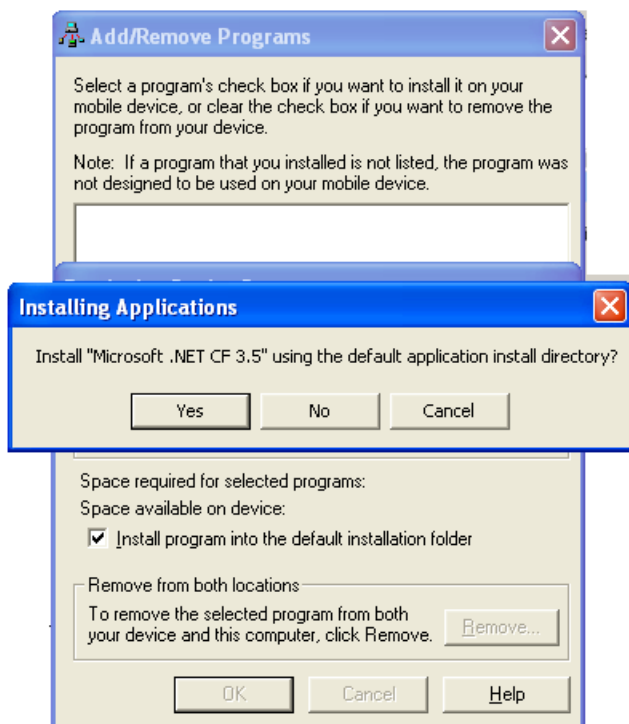 Add/Remove Programs
Select a program's check box if you want to install it on your
mobile device, or clear the check box if you want to remove the
program from your device.
Note: If a program that you installed is not listed, the program was
not designed to be used on your mobile device.
Installing Applications
Install "Microsoft .NET CF 3.5" using the default application install directory?
Yes No Cancel
Space required for selected programs:
Space available on device:
Install program into the default installation folder
Remove from both locations
To remove the selected program from both
your device and this computer, click Remove.
Remove...
OK Cancel Help